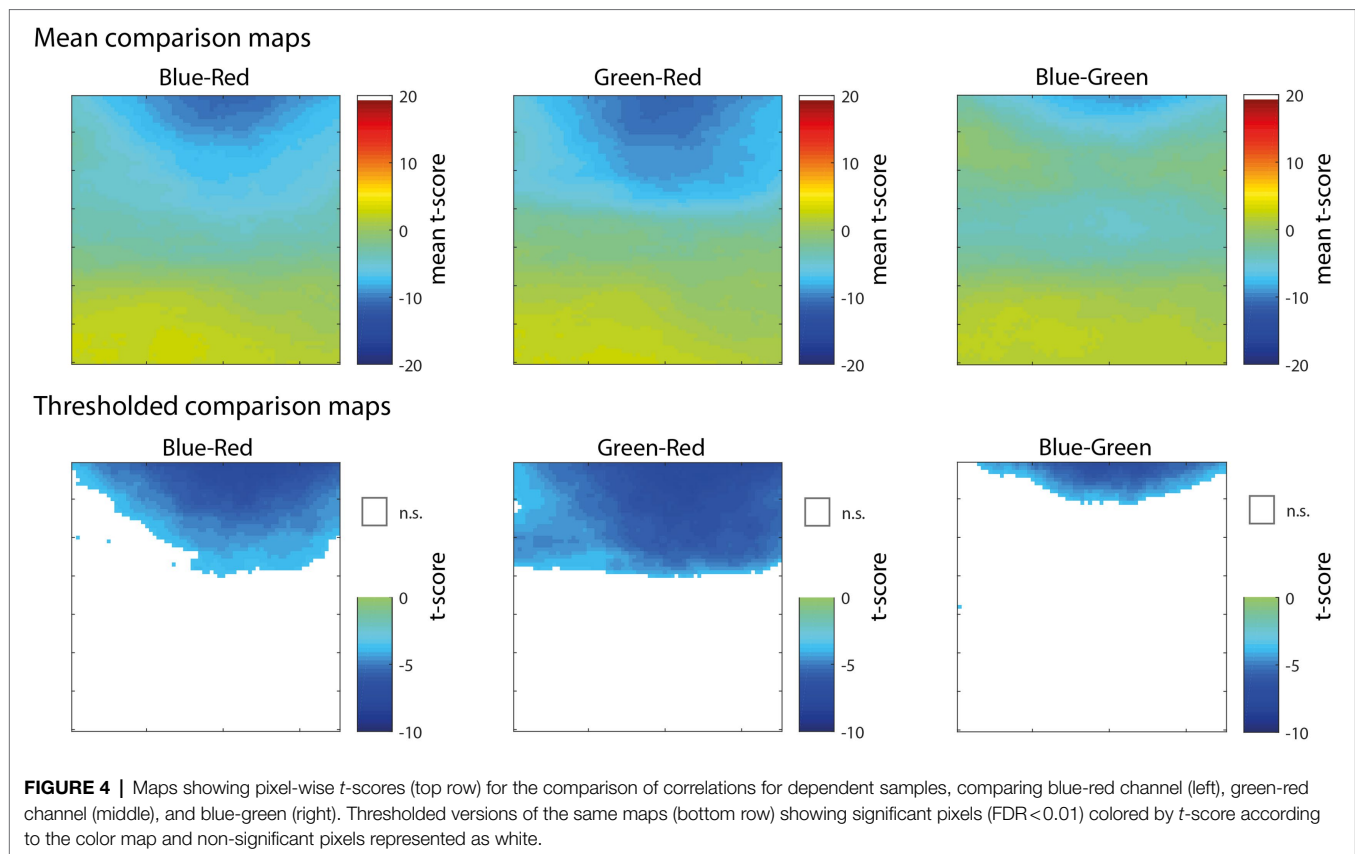 Mean comparison maps
Blue-Red
Green-Red
Blue-Green
20
10
0
-10
-20
mean t-score
20
10
0
-10
-20
mean t-score
20
10
0
-10
-20
mean t-score
Thresholded comparison maps
Blue-Red
Green-Red
Blue-Green
n.s.
0
-5
-10
t-score
n.s.
0
-5
-10
t-score
n.s.
0
-5
-10
t-score
FIGURE 4 | Maps showing pixel-wise t-scores (top row) for the comparison of correlations for dependent samples, comparing blue-red channel (left), green-red
channel (middle), and blue-green (right). Thresholded versions of the same maps (bottom row) showing significant pixels (FDR<0.01) colored by t-score according
to the color map and non-significant pixels represented as white.